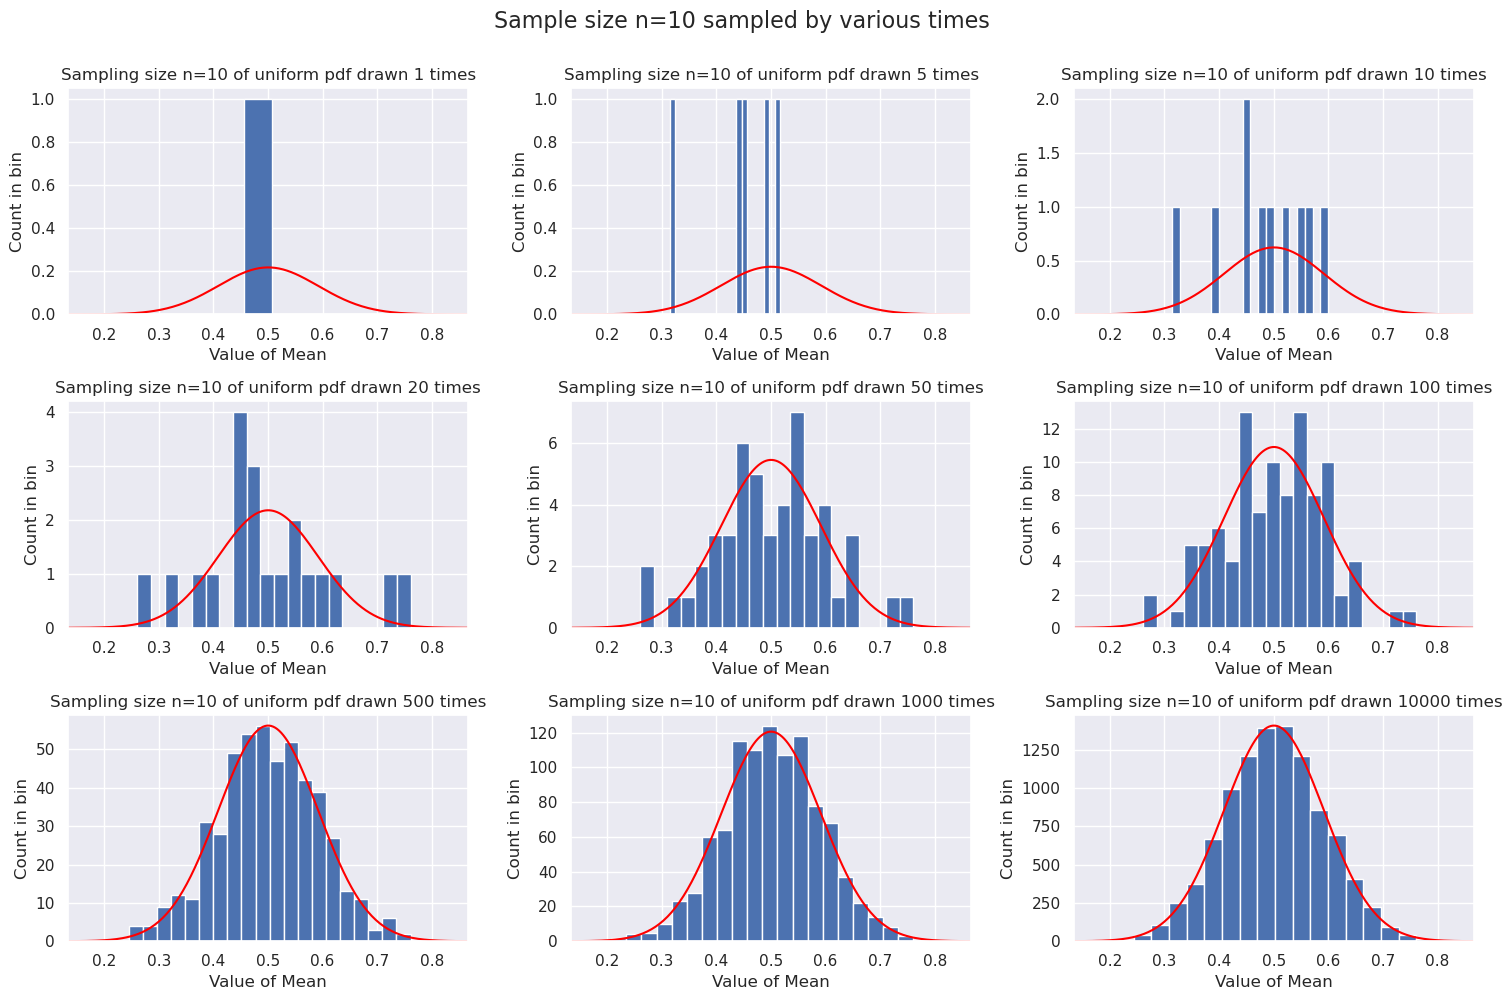 Sample size n=10 sampled by various times
Sampling size n=10 of uniform pdf drawn 1 times
1.0
0.8
0.6
0.4
0.2
0.0
Count in bin
0.2 0.3 0.4 0.5 0.6 0.7 0.8
Value of Mean
Sampling size n=10 of uniform pdf drawn 5 times
1.0
0.8
0.6
0.4
0.2
0.0
Count in bin
0.2 0.3 0.4 0.5 0.6 0.7 0.8
Value of Mean
Sampling size n=10 of uniform pdf drawn 10 times
2.0
1.5
1.0
0.5
0.0
Count in bin
0.2 0.3 0.4 0.5 0.6 0.7 0.8
Value of Mean
Sampling size n=10 of uniform pdf drawn 20 times
4
3
2
1
0
Count in bin
0.2 0.3 0.4 0.5 0.6 0.7 0.8
Value of Mean
Sampling size n=10 of uniform pdf drawn 50 times
6
4
2
0
Count in bin
0.2 0.3 0.4 0.5 0.6 0.7 0.8
Value of Mean
Sampling size n=10 of uniform pdf drawn 100 times
12
10
8
6
4
2
0
Count in bin
0.2 0.3 0.4 0.5 0.6 0.7 0.8
Value of Mean
Sampling size n=10 of uniform pdf drawn 500 times
50
40
30
20
10
0
Count in bin
0.2 0.3 0.4 0.5 0.6 0.7 0.8
Value of Mean
Sampling size n=10 of uniform pdf drawn 1000 times
120
100
80
60
40
20
0
Count in bin
0.2 0.3 0.4 0.5 0.6 0.7 0.8
Value of Mean
Sampling size n=10 of uniform pdf drawn 10000 times
1250
1000
750
500
250
0
Count in bin
0.2 0.3 0.4 0.5 0.6 0.7 0.8
Value of Mean